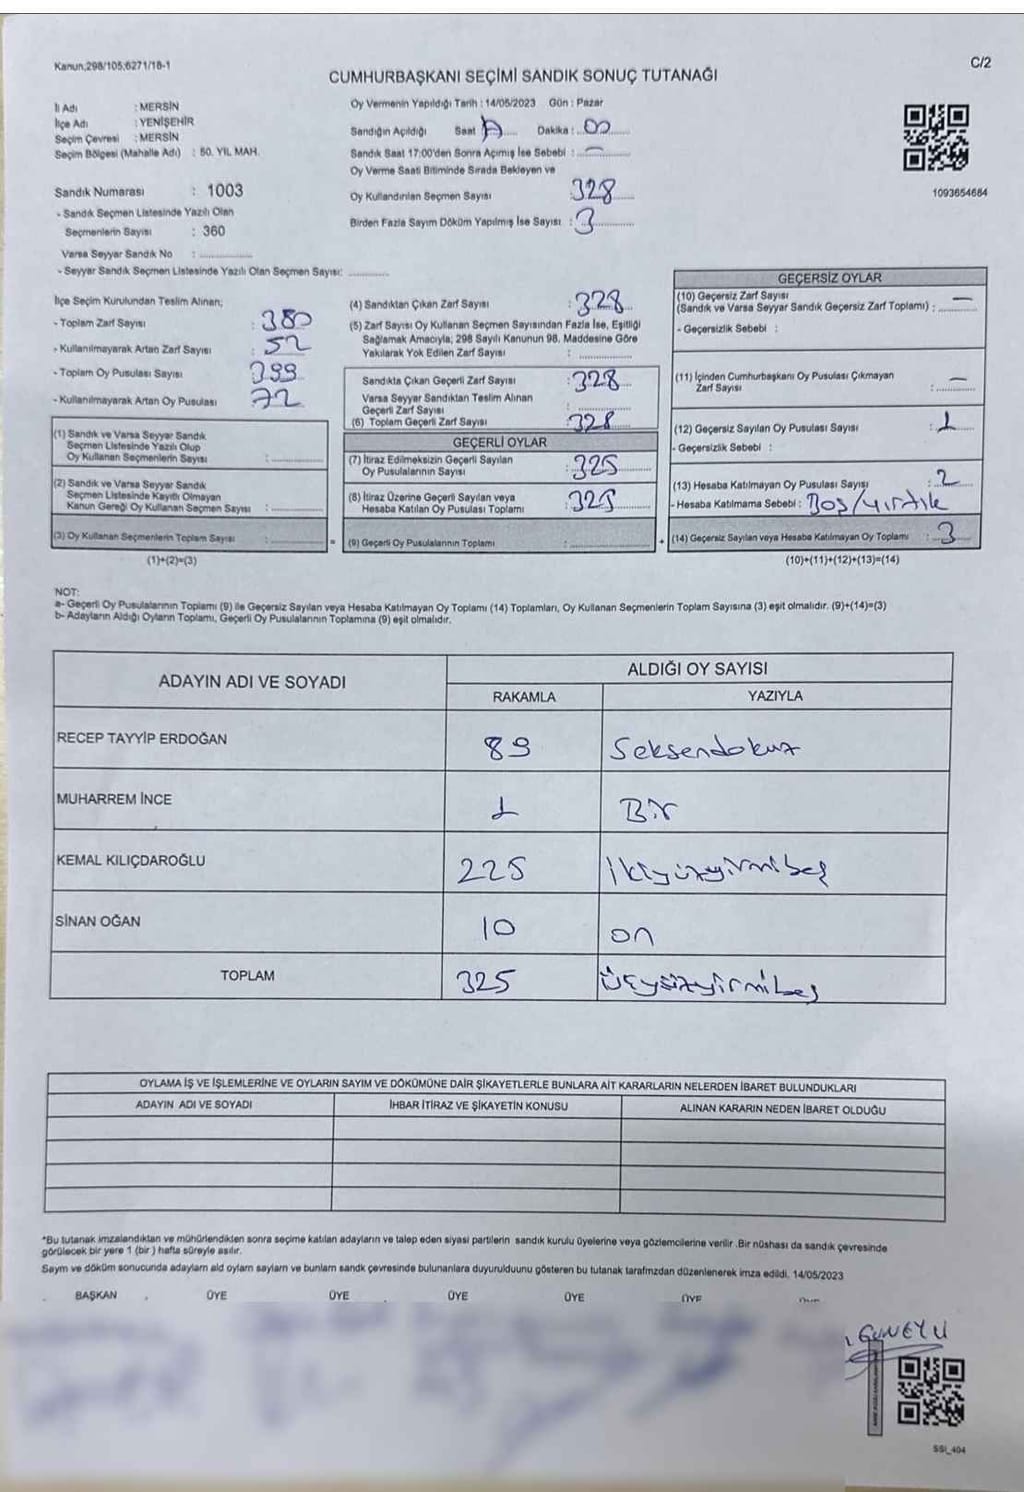 Kanun;298/105;6271/18-1
C/2
CUMHURBAŞKANI SEÇİMİ SANDIK SONUÇ TUTANAĞI
İl Adı : MERSİN
İlçe Adı : YENİŞEHİR
Seçim Çevresi : MERSİN
Seçim Bölgesi (Mahalle Adı) : 50. YIL MAH.
Oy Vermenin Yapıldığı Tarih : 14/05/2023 Gün : Pazar
Sandığın Açıldığı Saat Dakika : 00
Sandık Saat 17:00'den Sonra Açımış İse Sebebi : —
Oy Verme Saati Bitiminde Sırada Bekleyen ve
Oy Kullandırılan Seçmen Sayısı 328
Birden Fazla Sayım Döküm Yapılmış İse Sayısı : 3
1093654664
Sandık Numarası : 1003
- Sandık Seçmen Listesinde Yazılı Olan
Seçmenlerin Sayısı : 360
Varsa Seyyar Sandık No :
- Seyyar Sandık Seçmen Listesinde Yazılı Olan Seçmen Sayısı:
İlçe Seçim Kurulundan Teslim Alınan;
- Toplam Zarf Sayısı : 380
- Kullanılmayarak Artan Zarf Sayısı : 52
- Toplam Oy Pusulası Sayısı : 399
- Kullanılmayarak Artan Oy Pusulası : 72
(1) Sandık ve Varsa Seyyar Sandık
Seçmen Listesinde Yazılı Olup
Oy Kullanan Seçmenlerin Sayısı :
(2) Sandık ve Varsa Seyyar Sandık
Seçmen Listesinde Kayıtlı Olmayan
Kanun Gereği Oy Kullanan Seçmen Sayısı :
(3) Oy Kullanan Seçmenlerin Toplam Sayısı :
=
(1)+(2)=(3)
(4) Sandıktan Çıkan Zarf Sayısı : 328
(5) Zarf Sayısı Oy Kullanan Seçmen Sayısından Fazla İse, Eşitliği
Sağlamak Amacıyla; 298 Sayılı Kanunun 98. Maddesine Göre
Yakılarak Yok Edilen Zarf Sayısı :
Sandıkta Çıkan Geçerli Zarf Sayısı : 328
Varsa Seyyar Sandıktan Teslim Alınan
Geçerli Zarf Sayısı :
(6) Toplam Geçerli Zarf Sayısı : 328
GEÇERLİ OYLAR
(7) İtiraz Edilmeksizin Geçerli Sayılan
Oy Pusulalarının Sayısı : 325
(8) İtiraz Üzerine Geçerli Sayılan veya
Hesaba Katılan Oy Pusulası Toplamı : 325
(9) Geçerli Oy Pusulalarının Toplamı :
+
GEÇERSİZ OYLAR
(10) Geçersiz Zarf Sayısı
(Sandık ve Varsa Seyyar Sandık Geçersiz Zarf Toplamı) : —
- Geçersizlik Sebebi :
(11) İçinden Cumhurbaşkanı Oy Pusulası Çıkmayan
Zarf Sayısı : —
(12) Geçersiz Sayılan Oy Pusulası Sayısı : 1
- Geçersizlik Sebebi :
(13) Hesaba Katılmayan Oy Pusulası Sayısı : 2
- Hesaba Katılmama Sebebi : Boş/yırtık
(14) Geçersiz Sayılan veya Hesaba Katılmayan Oy Toplamı : 3
(10)+(11)+(12)+(13)=(14)
NOT:
a- Geçerli Oy Pusulalarının Toplamı (9) ile Geçersiz Sayılan veya Hesaba Katılmayan Oy Toplamı (14) Toplamları, Oy Kullanan Seçmenlerin Toplam Sayısına (3) eşit olmalıdır. (9)+(14)=(3)
b- Adayların Aldığı Oyların Toplamı, Geçerli Oy Pusulalarının Toplamına (9) eşit olmalıdır.
ADAYIN ADI VE SOYADI
ALDIĞI OY SAYISI
RAKAMLA YAZIYLA
RECEP TAYYİP ERDOĞAN 89 Seksendokuz
MUHARREM İNCE 1 Bir
KEMAL KILIÇDAROĞLU 225 ikiyüzyirmibeş
SİNAN OĞAN 10 on
TOPLAM 325 üçyüzyirmibeş
OYLAMA İŞ VE İŞLEMLERİNE VE OYLARIN SAYIM VE DÖKÜMÜNE DAİR ŞİKAYETLERLE BUNLARA AİT KARARLARIN NELERDEN İBARET BULUNDUKLARI
ADAYIN ADI VE SOYADI İHBAR İTİRAZ VE ŞİKAYETİN KONUSU ALINAN KARARIN NEDEN İBARET OLDUĞU
*Bu tutanak imzalandıktan ve mühürlendikten sonra seçime katılan adayların ve talep eden siyasi partilerin sandık kurulu üyelerine veya gözlemcilerine verilir .Bir nüshası da sandık çevresinde
görülecek bir yere 1 (bir ) hafta süreyle asılır.
Saym ve döküm sonucunda adaylarn ald oylarn saylarn ve bunlarn sandk çevresinde bulunanlara duyurulduunu gösteren bu tutanak tarafmzdan düzenlenerek imza edildi. 14/05/2023
BAŞKAN ÜYE ÜYE ÜYE ÜYE ÜYE
GÜNEYLİ
SSI_404